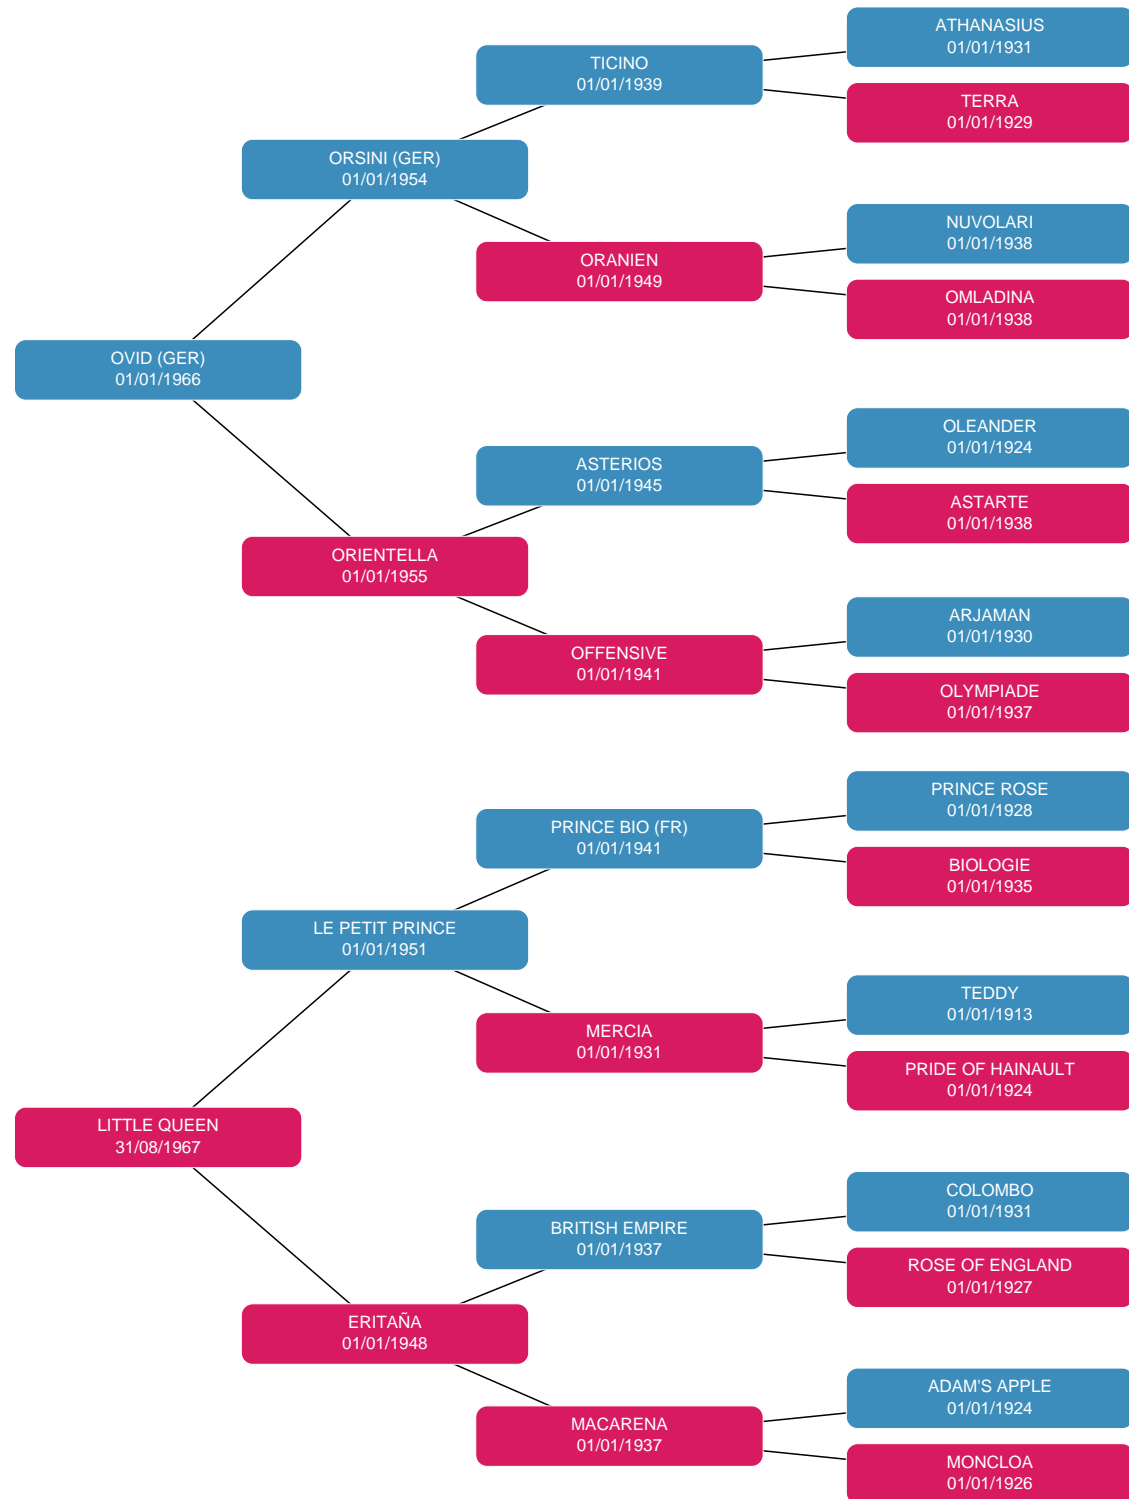 ATHANASIUS
01/01/1931
TICINO
01/01/1939
TERRA
01/01/1929
ORSINI (GER)
01/01/1954
NUVOLARI
01/01/1938
ORANIEN
01/01/1949
OMLADINA
01/01/1938
OVID (GER)
01/01/1966
OLEANDER
01/01/1924
ASTERIOS
01/01/1945
ASTARTE
01/01/1938
ORIENTELLA
01/01/1955
ARJAMAN
01/01/1930
OFFENSIVE
01/01/1941
OLYMPIADE
01/01/1937
PRINCE ROSE
01/01/1928
PRINCE BIO (FR)
01/01/1941
BIOLOGIE
01/01/1935
LE PETIT PRINCE
01/01/1951
TEDDY
01/01/1913
MERCIA
01/01/1931
PRIDE OF HAINAULT
01/01/1924
LITTLE QUEEN
31/08/1967
COLOMBO
01/01/1931
BRITISH EMPIRE
01/01/1937
ROSE OF ENGLAND
01/01/1927
ERITAÑA
01/01/1948
ADAM'S APPLE
01/01/1924
MACARENA
01/01/1937
MONCLOA
01/01/1926